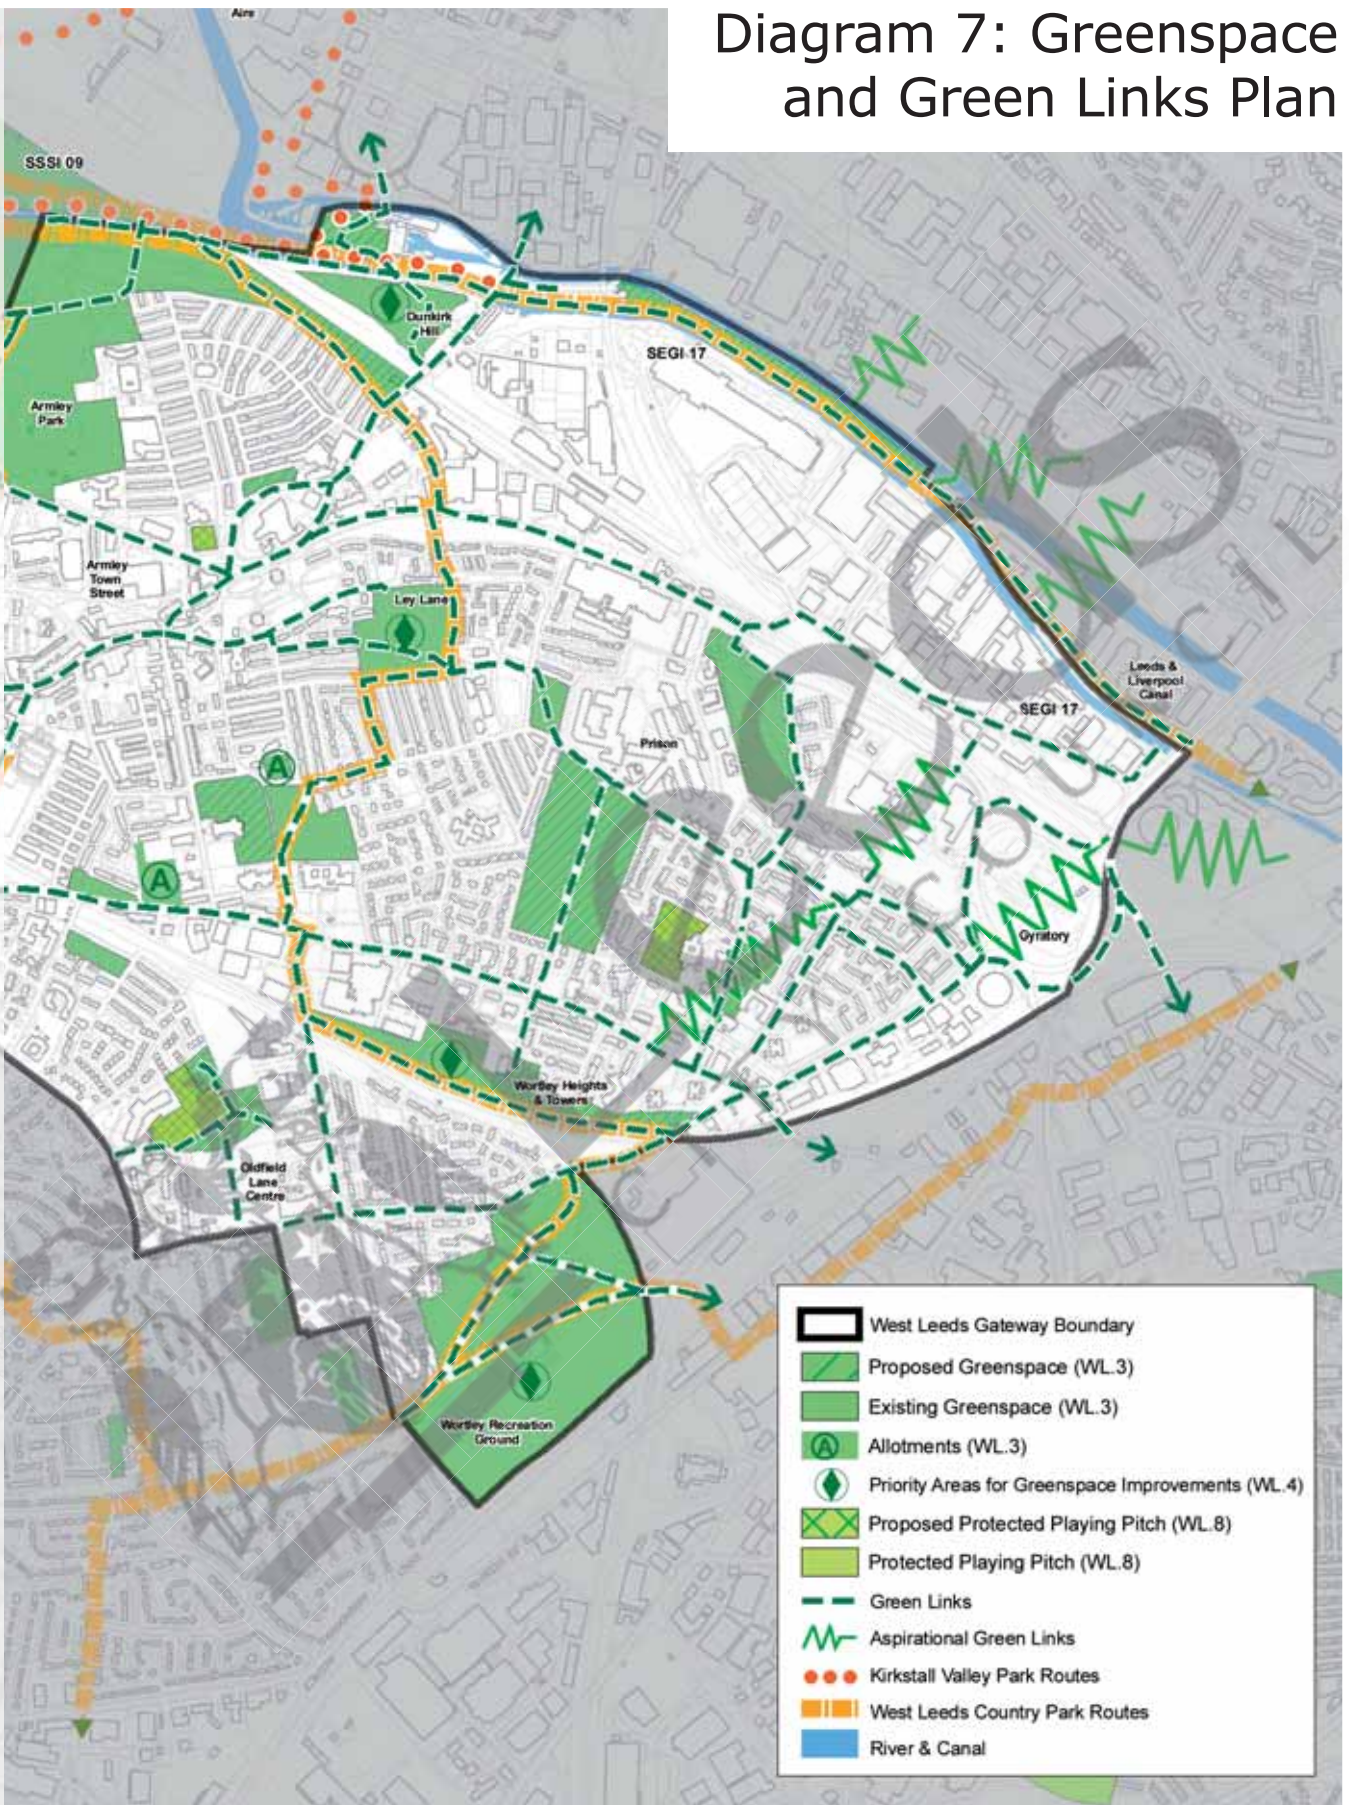 Diagram 7: Greenspace
and Green Links Plan
Aire
SSSI 09
Dunkirk
Hill
SEGI 17
Armley
Park
Armley
Town
Street
Ley Lane
Leeds &
Liverpool
Canal
SEGI 17
Prison
A
A
Gyratory
Wortley Heights
& Towers
Oldfield
Lane
Centre
Wortley Recreation
Ground
West Leeds Gateway Boundary
Proposed Greenspace (WL.3)
Existing Greenspace (WL.3)
A Allotments (WL.3)
Priority Areas for Greenspace Improvements (WL.4)
Proposed Protected Playing Pitch (WL.8)
Protected Playing Pitch (WL.8)
Green Links
Aspirational Green Links
Kirkstall Valley Park Routes
West Leeds Country Park Routes
River & Canal